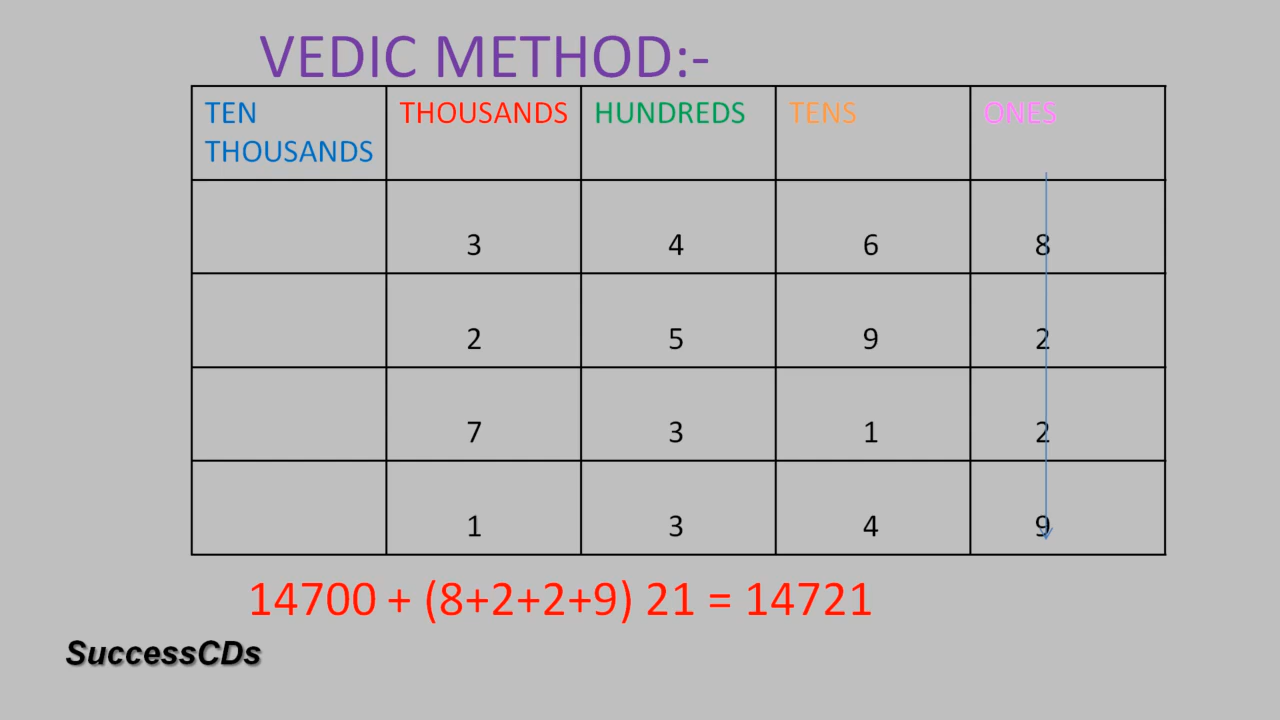 VEDIC METHOD:-
TEN THOUSANDS THOUSANDS HUNDREDS TENS ONES
3 4 6 8
2 5 9 2
7 3 1 2
1 3 4 9
14700 + (8+2+2+9) 21 = 14721
SuccessCDs